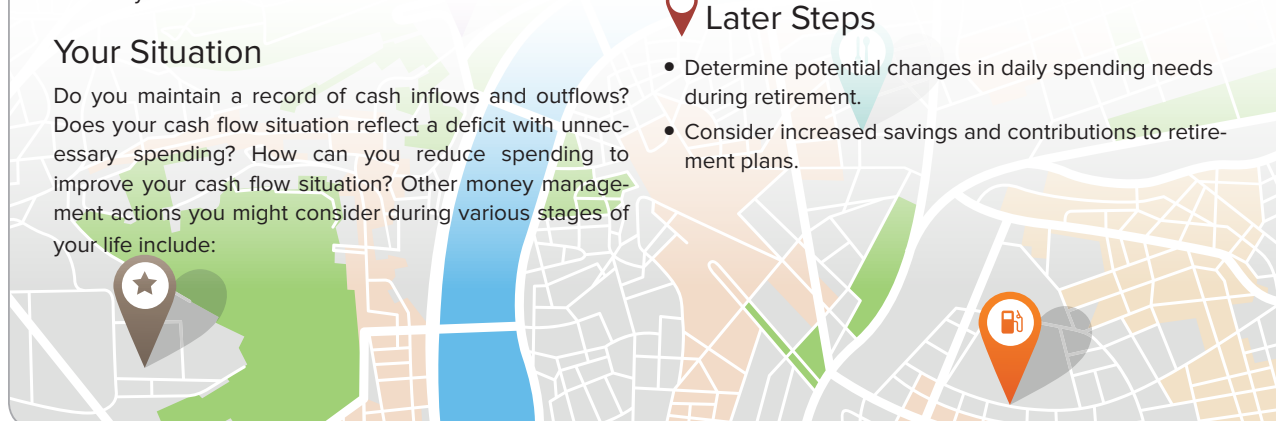 Your Situation
Do you maintain a record of cash inflows and outflows?
Does your cash flow situation reflect a deficit with unnec-
essary spending? How can you reduce spending to
improve your cash flow situation? Other money manage-
ment actions you might consider during various stages of
your life include:
Later Steps
• Determine potential changes in daily spending needs
during retirement.
• Consider increased savings and contributions to retire-
ment plans.